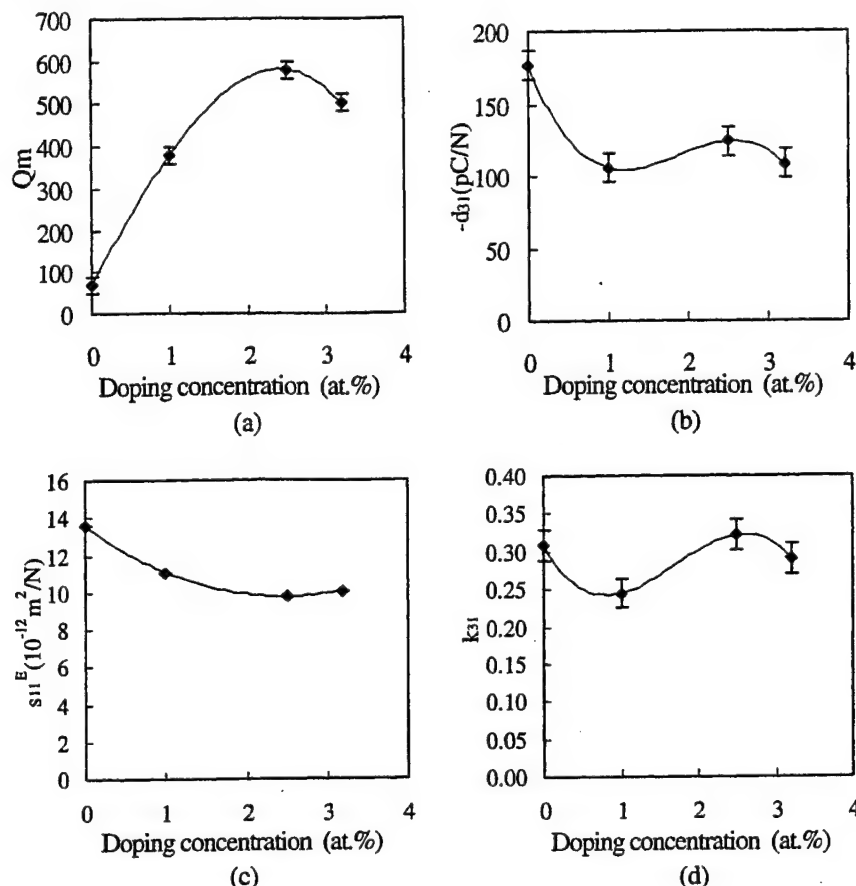 700
600
500
400
300
200
100
0
Qm
0 1 2 3 4
Doping concentration (at.%)
(a)
200
150
100
50
0
-d31(pC/N)
0 1 2 3 4
Doping concentration (at.%)
(b)
16
14
12
10
8
6
4
2
0
s11^E (10^-12 m^2/N)
0 1 2 3 4
Doping concentration (at.%)
(c)
0.40
0.35
0.30
0.25
0.20
0.15
0.10
0.05
0.00
k31
0 1 2 3 4
Doping concentration (at.%)
(d)